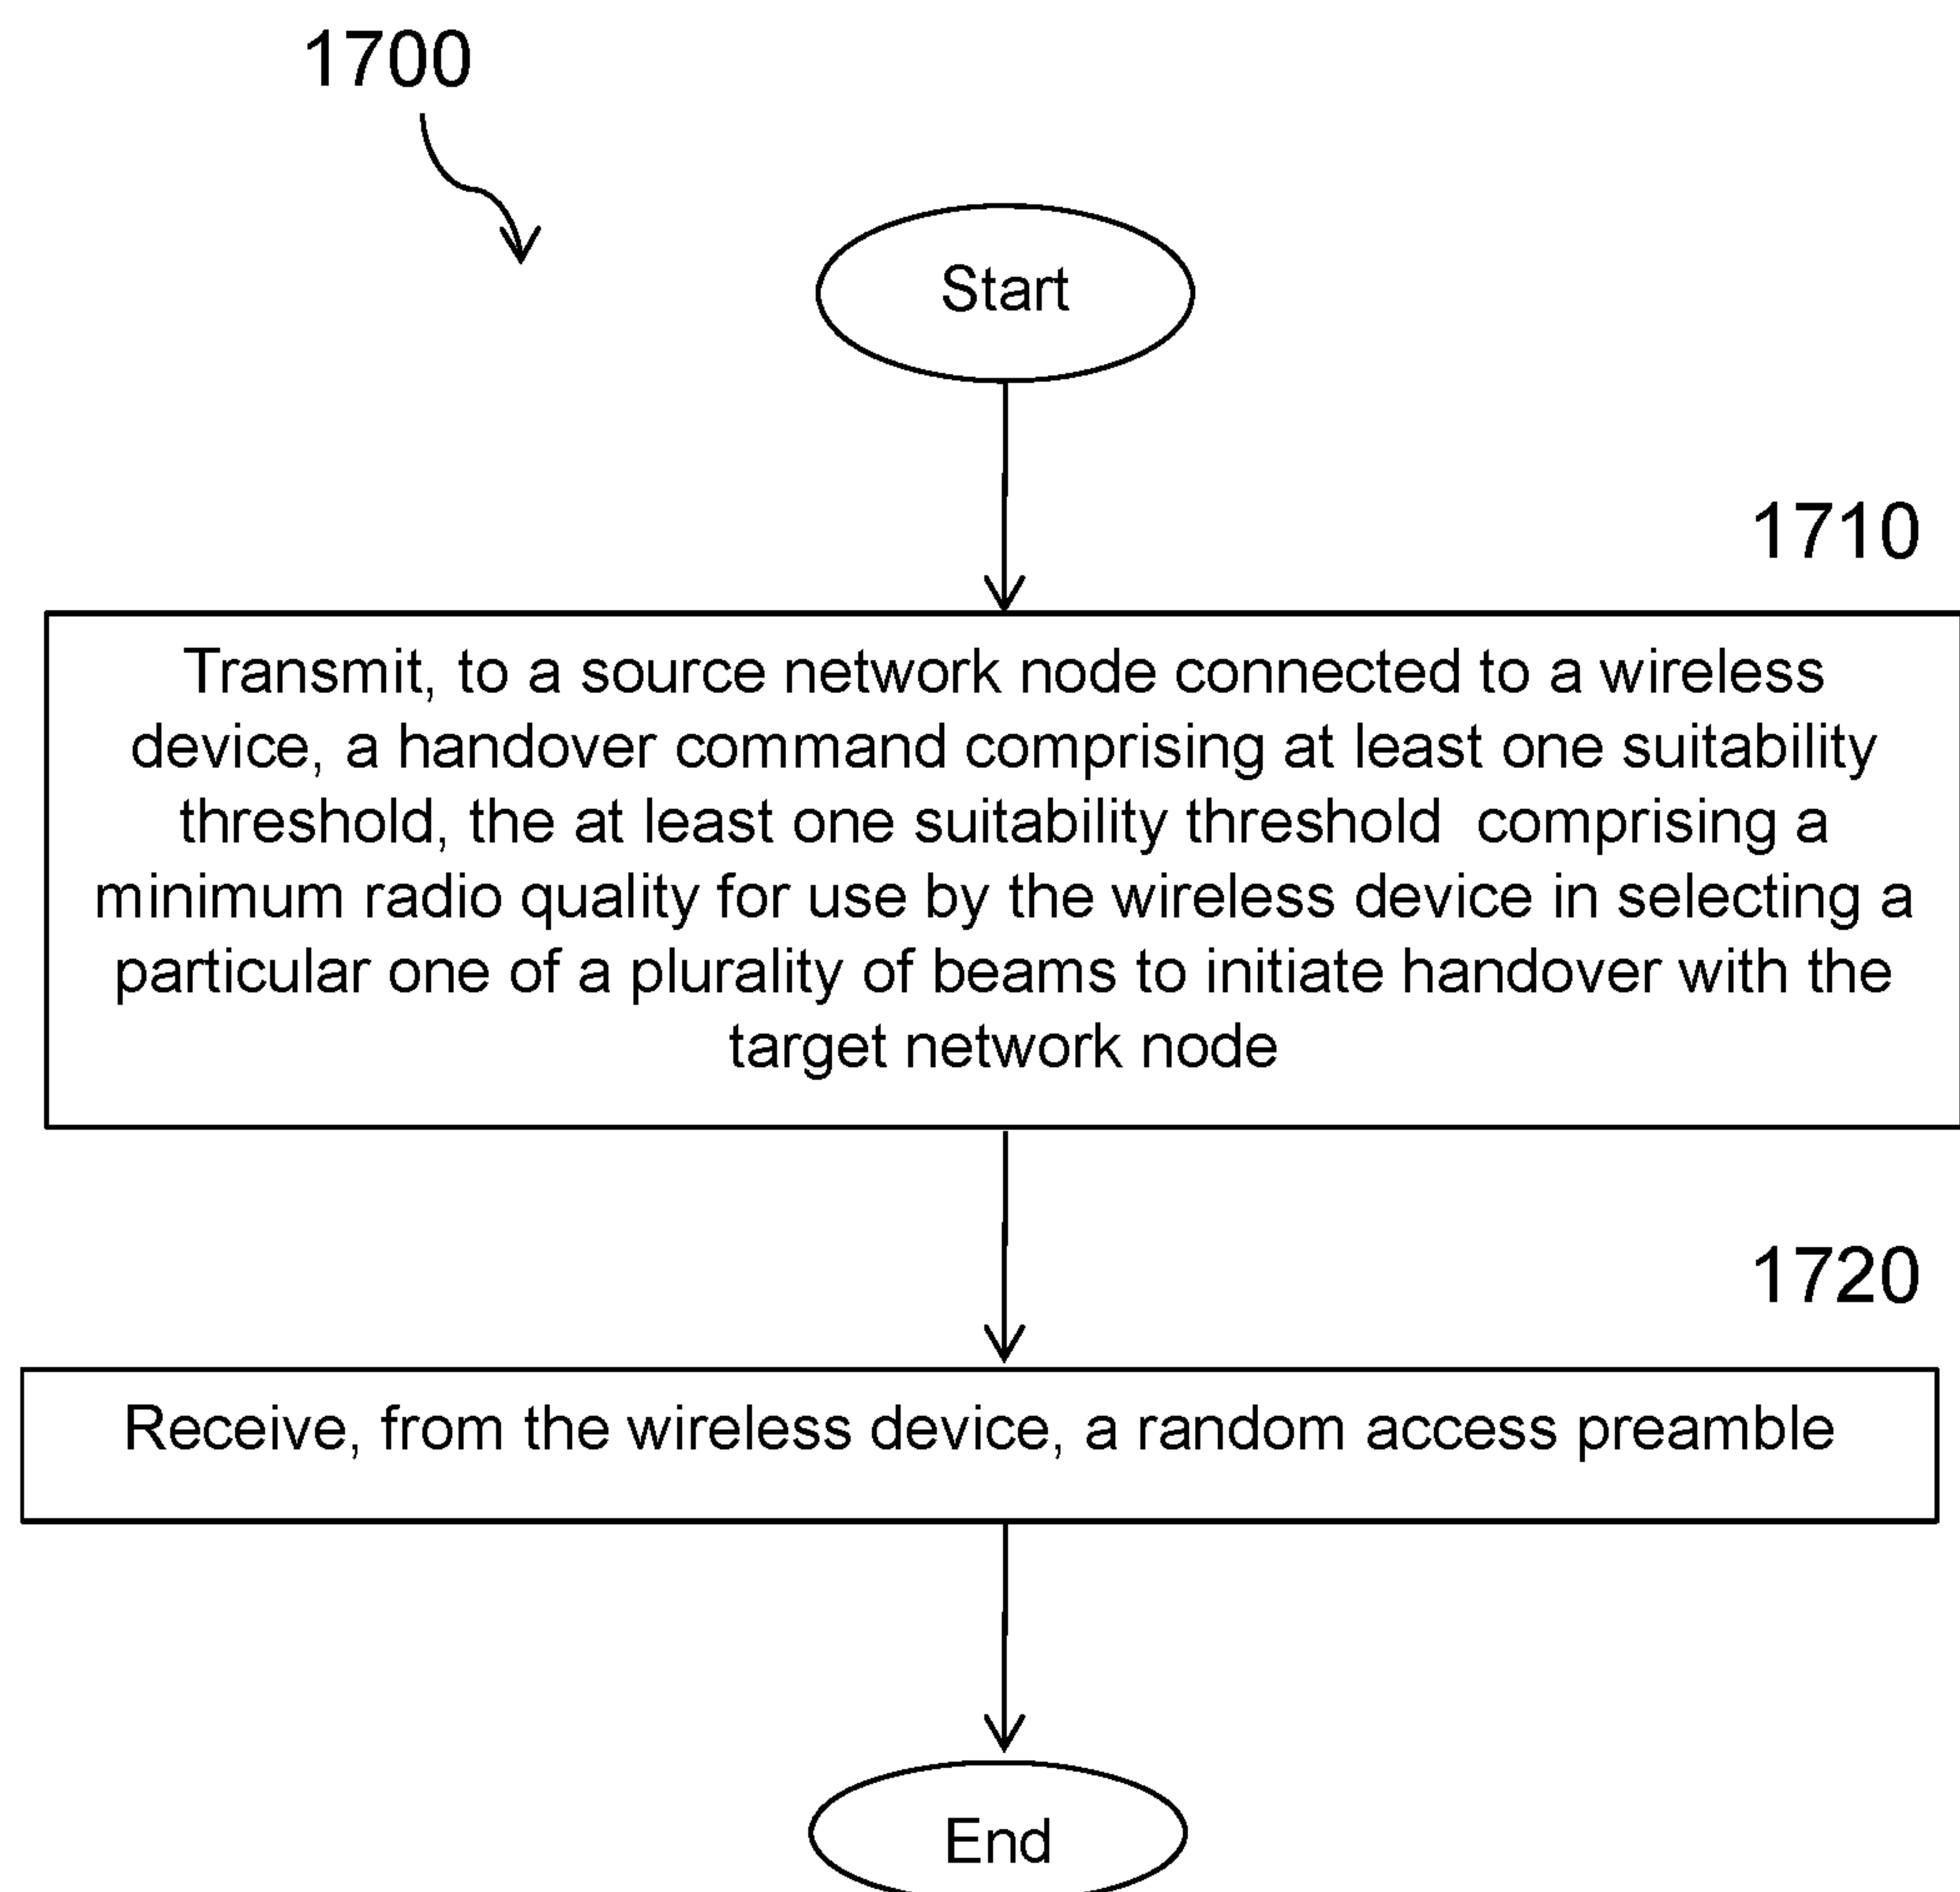 1700
Start
1710
Transmit, to a source network node connected to a wireless
device, a handover command comprising at least one suitability
threshold, the at least one suitability threshold comprising a
minimum radio quality for use by the wireless device in selecting a
particular one of a plurality of beams to initiate handover with the
target network node
1720
Receive, from the wireless device, a random access preamble
End